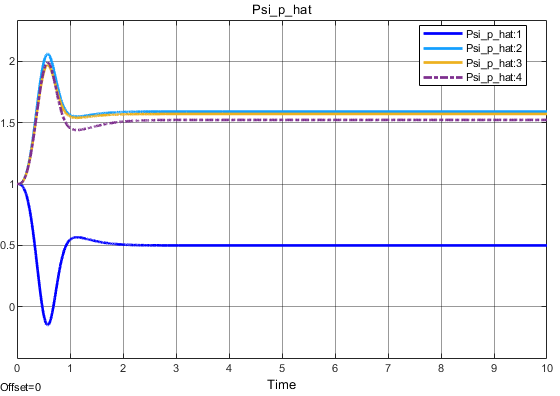 Psi_p_hat
Psi_p_hat:1
Psi_p_hat:2
Psi_p_hat:3
Psi_p_hat:4
2
1.5
1
0.5
0
0 1 2 3 4 5 6 7 8 9 10
Offset=0
Time